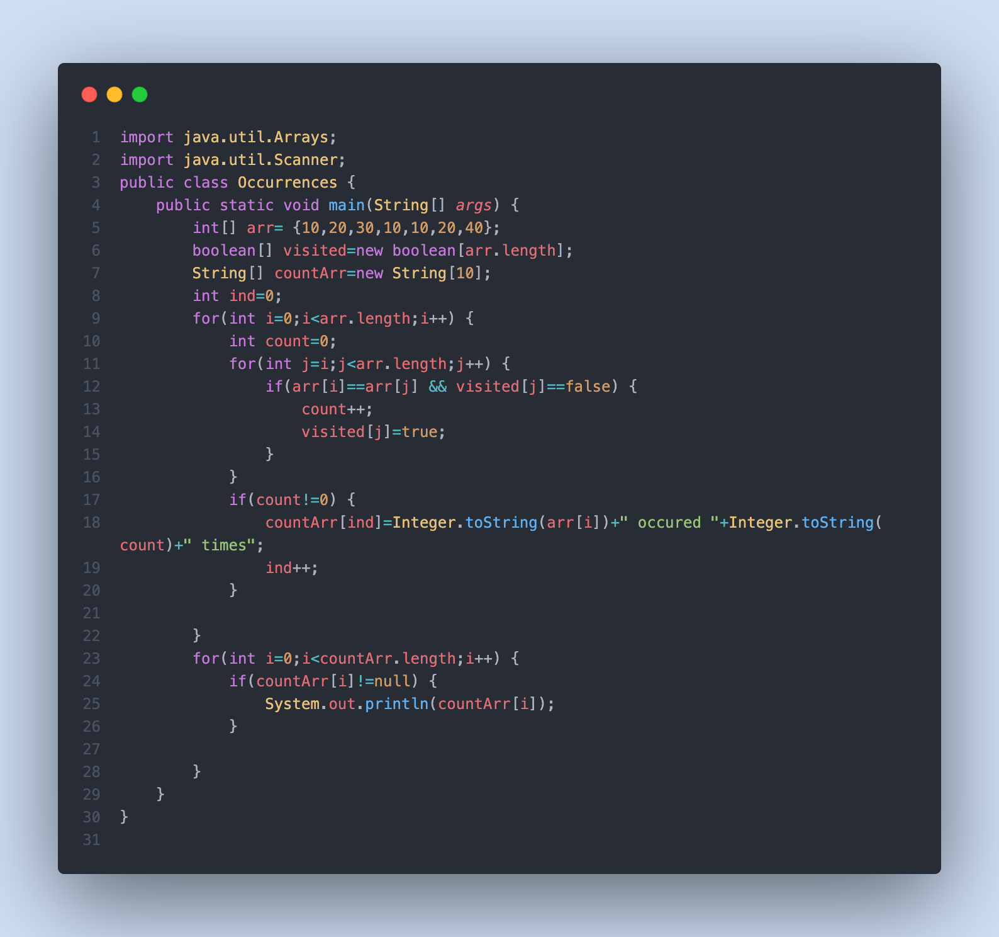 1 import java.util.Arrays;
2 import java.util.Scanner;
3 public class Occurrences {
4     public static void main(String[] args) {
5         int[] arr= {10,20,30,10,10,20,40};
6         boolean[] visited=new boolean[arr.length];
7         String[] countArr=new String[10];
8         int ind=0;
9         for(int i=0;i<arr.length;i++) {
10             int count=0;
11             for(int j=i;j<arr.length;j++) {
12                 if(arr[i]==arr[j] && visited[j]==false) {
13                     count++;
14                     visited[j]=true;
15                 }
16             }
17             if(count!=0) {
18                 countArr[ind]=Integer.toString(arr[i])+" occured "+Integer.toString(
count)+" times";
19                 ind++;
20             }
21
22         }
23         for(int i=0;i<countArr.length;i++) {
24             if(countArr[i]!=null) {
25                 System.out.println(countArr[i]);
26             }
27
28         }
29     }
30 }
31